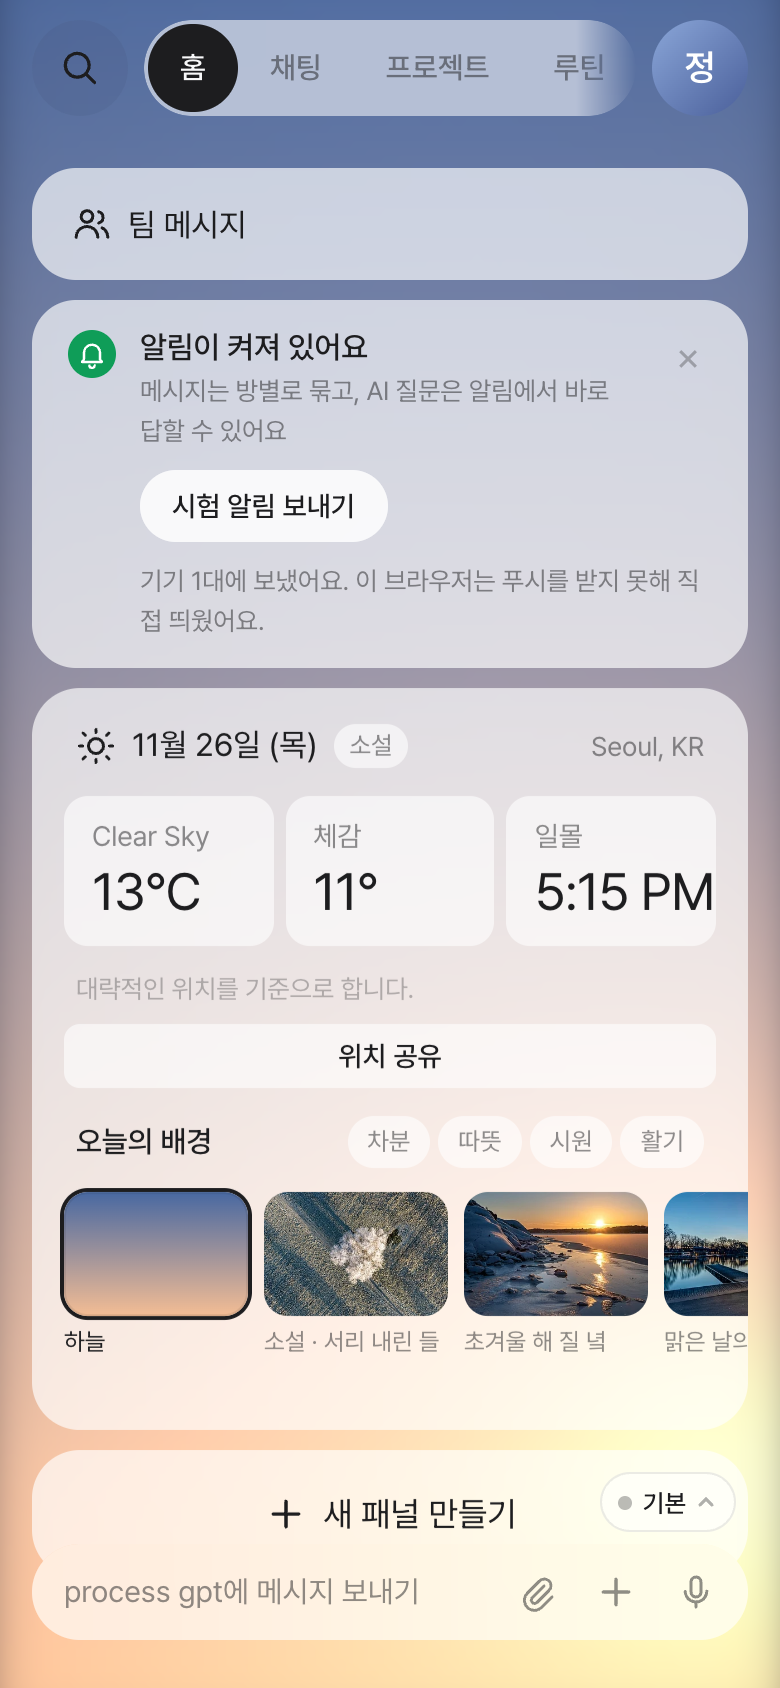 홈
채팅
프로젝트
루틴
정
팀 메시지
알림이 켜져 있어요
메시지는 방별로 묶고, AI 질문은 알림에서 바로
답할 수 있어요
시험 알림 보내기
기기 1대에 보냈어요. 이 브라우저는 푸시를 받지 못해 직
접 띄웠어요.
11월 26일 (목)
소설
Seoul, KR
Clear Sky
체감
일몰
13°C
11°
5:15 PM
대략적인 위치를 기준으로 합니다.
위치 공유
오늘의 배경
차분
따뜻
시원
활기
하늘
소설 · 서리 내린 들
초겨울 해 질 녘
맑은 날의
새 패널 만들기
기본
process gpt에 메시지 보내기